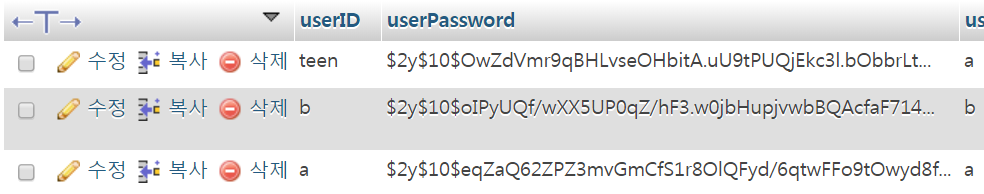 userID userPassword us
수정 복사 삭제 teen $2y$10$OwZdVmr9qBHLvseOHbitA.uU9tPUQjEkc3l.bObbrLt... a
수정 복사 삭제 b $2y$10$oIPyUQf/wXX5UP0qZ/hF3.w0jbHupjvwbBQAcfaF714... b
수정 복사 삭제 a $2y$10$eqZaQ62ZPZ3mvGmCfS1r8OlQFyd/6qtwFFo9tOwyd8f... a